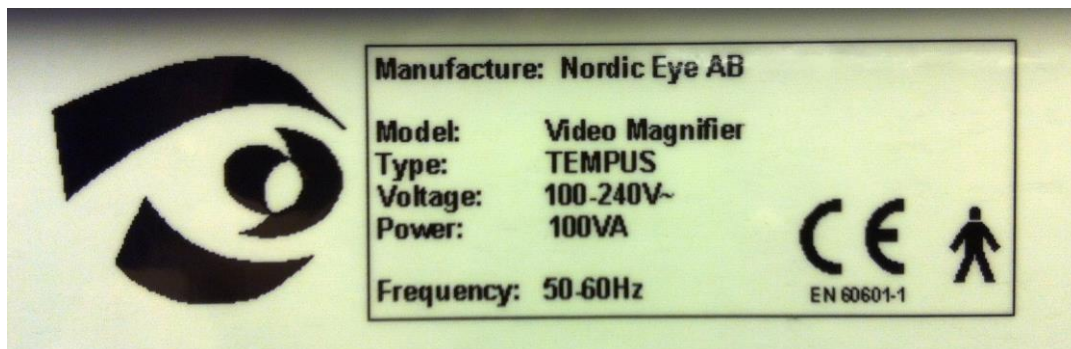 Manufacture: Nordic Eye AB
Model: Video Magnifier
Type: TEMPUS
Voltage: 100-240V~
Power: 100VA
Frequency: 50-60Hz
CE
EN 60601-1